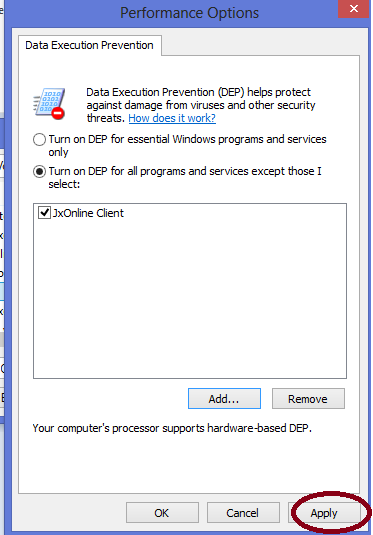 Performance Options
Data Execution Prevention
Data Execution Prevention (DEP) helps protect
against damage from viruses and other security
threats. How does it work?
Turn on DEP for essential Windows programs and services
only
Turn on DEP for all programs and services except those I
select:
JxOnline Client
Add...
Remove
Your computer's processor supports hardware-based DEP.
OK
Cancel
Apply